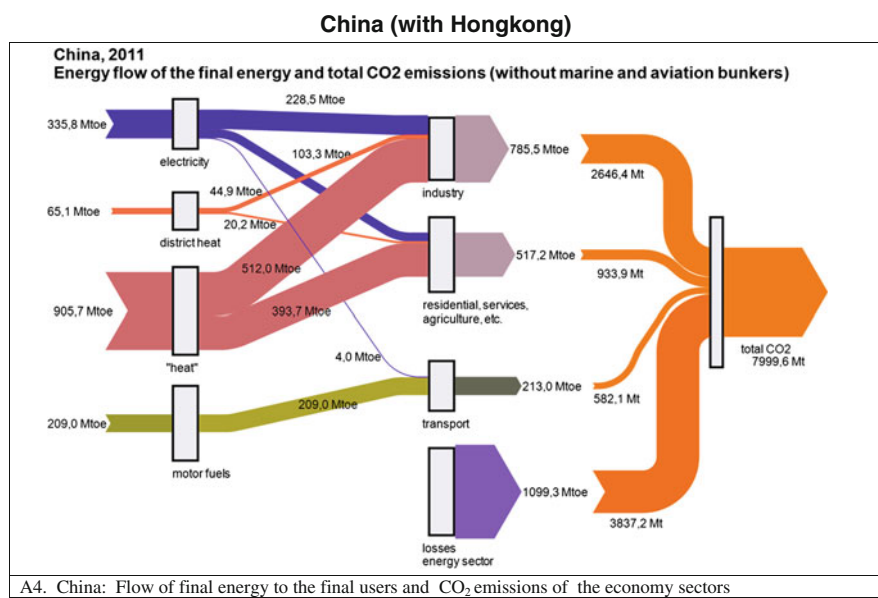 China (with Hongkong)
China, 2011
Energy flow of the final energy and total CO2 emissions (without marine and aviation bunkers)
335,8 Mtoe
electricity
228,5 Mtoe
103,3 Mtoe
65,1 Mtoe
district heat
44,9 Mtoe
20,2 Mtoe
905,7 Mtoe
"heat"
512,0 Mtoe
393,7 Mtoe
4,0 Mtoe
209,0 Mtoe
motor fuels
209,0 Mtoe
industry
785,5 Mtoe
residential, services,
agriculture, etc.
517,2 Mtoe
transport
213,0 Mtoe
losses
energy sector
1099,3 Mtoe
2646,4 Mt
933,9 Mt
582,1 Mt
3837,2 Mt
total CO2
7999,6 Mt
A4. China: Flow of final energy to the final users and CO₂ emissions of the economy sectors